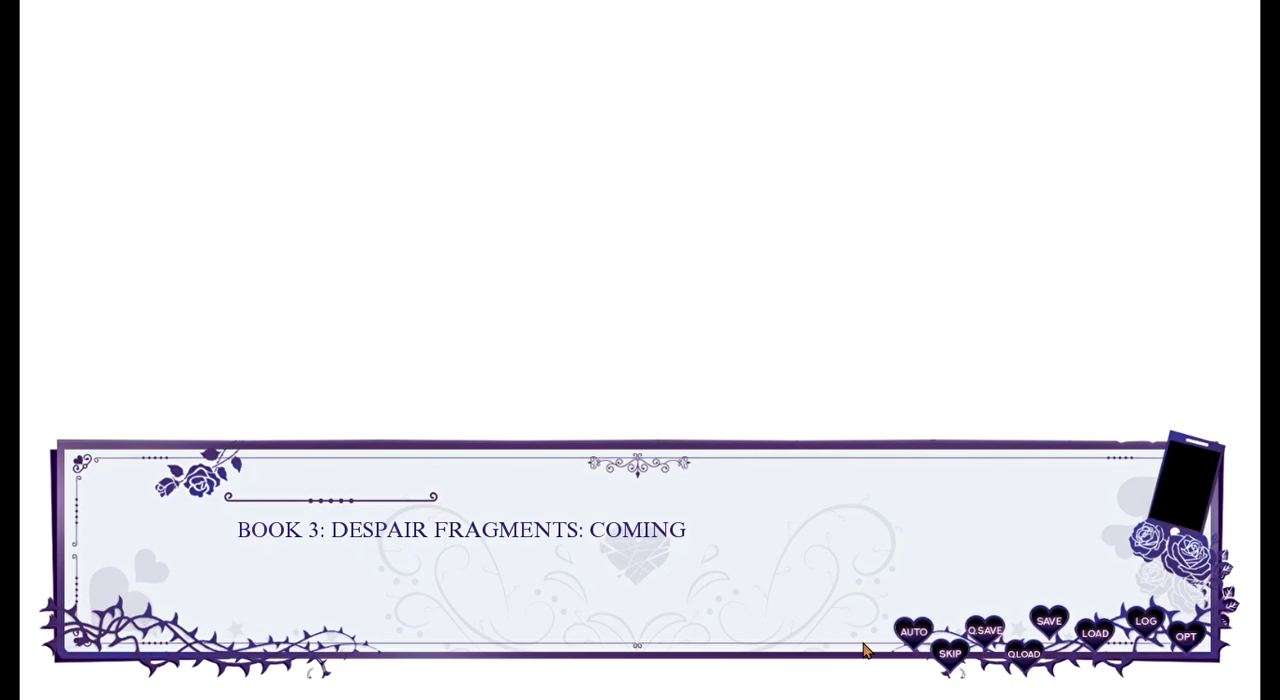 BOOK 3: DESPAIR FRAGMENTS: COMING
AUTO
SKIP
Q.SAVE
Q.LOAD
SAVE
LOAD
LOG
OPT